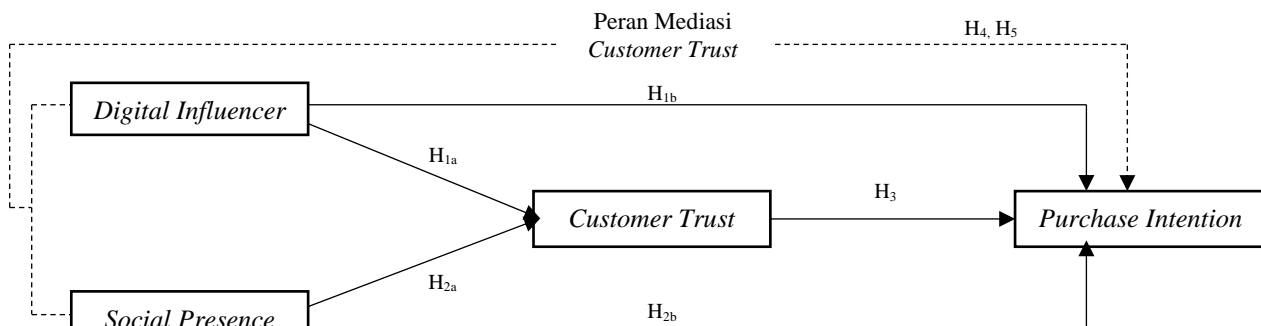 Peran Mediasi
Customer Trust
H4, H5
Digital Influencer
H1b
H1a
Customer Trust
H3
Purchase Intention
H2a
Social Presence
H2b